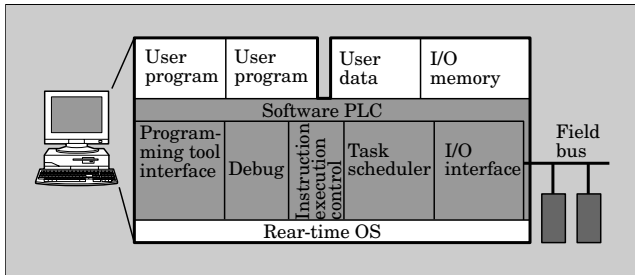 User
program
User
program
User
data
I/O
memory
Software PLC
Program-
ming tool
interface
Debug
Instruction
execution
control
Task
scheduler
I/O
interface
Field
bus
Rear-time OS